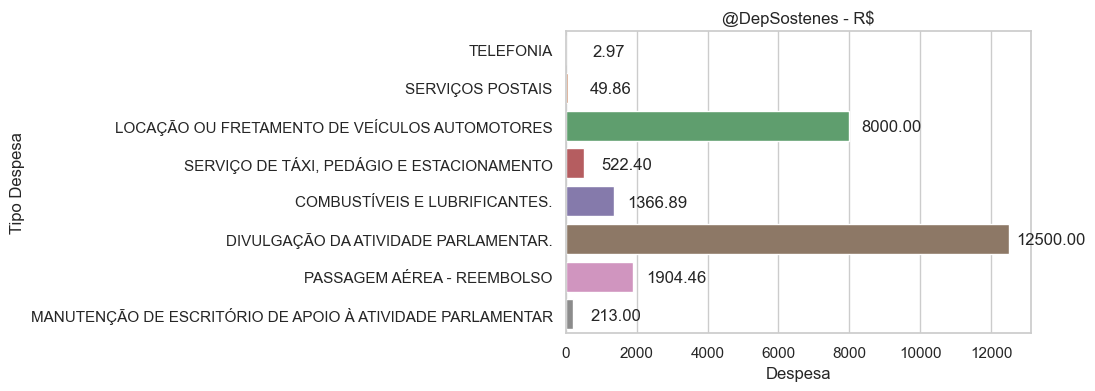 @DepSostenes - R$
Tipo Despesa
TELEFONIA 2.97
SERVIÇOS POSTAIS 49.86
LOCAÇÃO OU FRETAMENTO DE VEÍCULOS AUTOMOTORES 8000.00
SERVIÇO DE TÁXI, PEDÁGIO E ESTACIONAMENTO 522.40
COMBUSTÍVEIS E LUBRIFICANTES. 1366.89
DIVULGAÇÃO DA ATIVIDADE PARLAMENTAR. 12500.00
PASSAGEM AÉREA - REEMBOLSO 1904.46
MANUTENÇÃO DE ESCRITÓRIO DE APOIO À ATIVIDADE PARLAMENTAR 213.00
0 2000 4000 6000 8000 10000 12000
Despesa